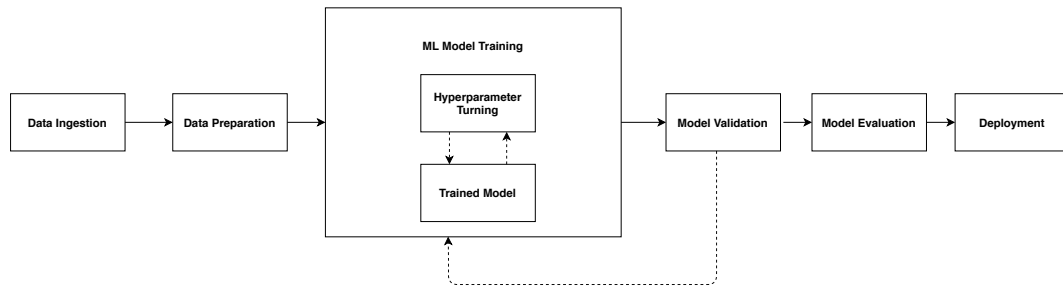 ML Model Training
Hyperparameter
Turning
Data Ingestion
Data Preparation
Model Validation
Model Evaluation
Deployment
Trained Model